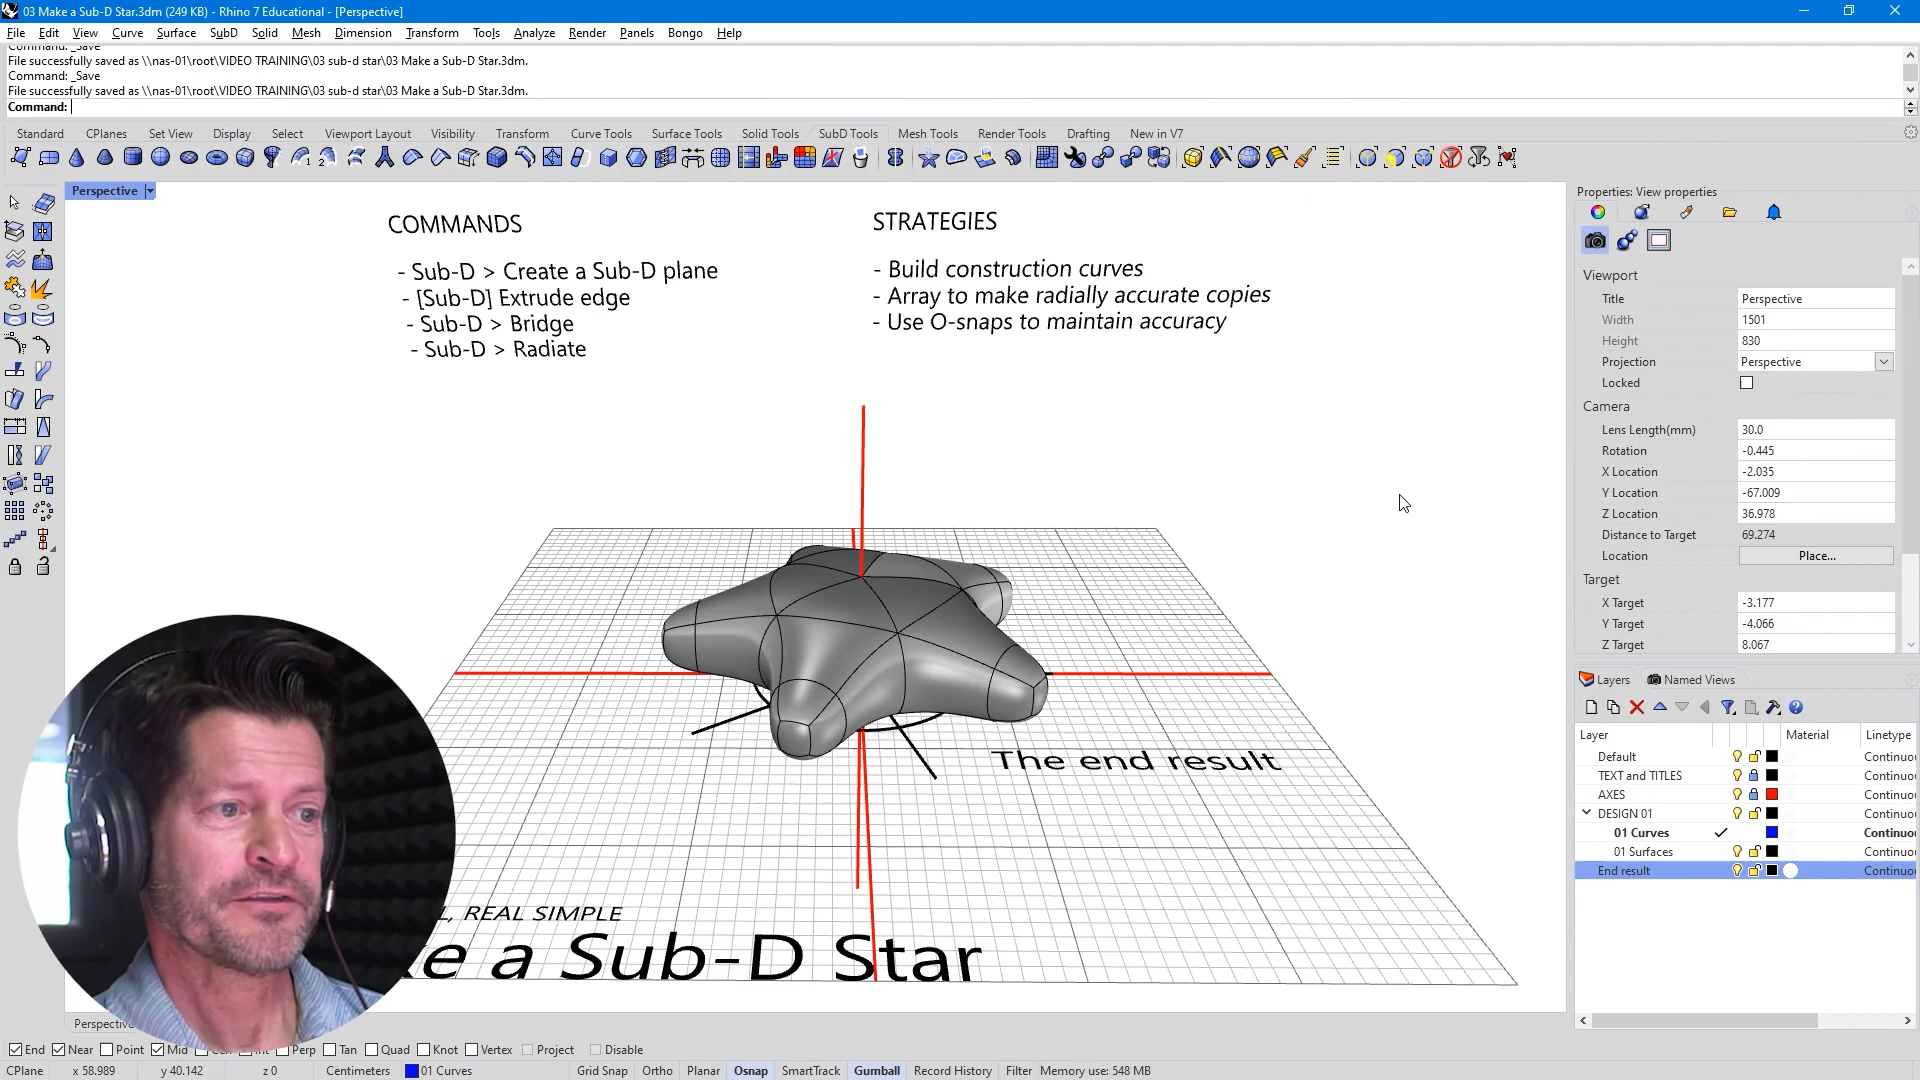 03 Make a Sub-D Star.3dm (249 KB) - Rhino 7 Educational - [Perspective]
File Edit View Curve Surface SubD Solid Mesh Dimension Transform Tools Analyze Render Panels Bongo Help
Command: _Save
File successfully saved as \\nas-01\root\VIDEO TRAINING\03 sub-d star\03 Make a Sub-D Star.3dm.
Command: _Save
File successfully saved as \\nas-01\root\VIDEO TRAINING\03 sub-d star\03 Make a Sub-D Star.3dm.
Command:
Standard CPlanes Set View Display Select Viewport Layout Visibility Transform Curve Tools Surface Tools Solid Tools SubD Tools Mesh Tools Render Tools Drafting New in V7
Perspective
COMMANDS
- Sub-D > Create a Sub-D plane
- [Sub-D] Extrude edge
- Sub-D > Bridge
- Sub-D > Radiate
STRATEGIES
- Build construction curves
- Array to make radially accurate copies
- Use O-snaps to maintain accuracy
The end result
L, REAL SIMPLE
ke a Sub-D Star
Properties: View properties
Viewport
Title Perspective
Width 1501
Height 830
Projection Perspective
Locked
Camera
Lens Length(mm) 30.0
Rotation -0.445
X Location -2.035
Y Location -67.009
Z Location 36.978
Distance to Target 69.274
Location Place...
Target
X Target -3.177
Y Target -4.066
Z Target 8.067
Layers Named Views
Layer Material Linetype
Default Continuo
TEXT and TITLES Continuo
AXES Continuo
DESIGN 01 Continuo
01 Curves Continuo
01 Surfaces Continuo
End result Continuo
Perspective
End Near Point Mid Perp Tan Quad Knot Vertex Project Disable
CPlane x 58.989 y 40.142 z 0 Centimeters 01 Curves Grid Snap Ortho Planar Osnap SmartTrack Gumball Record History Filter Memory use: 548 MB